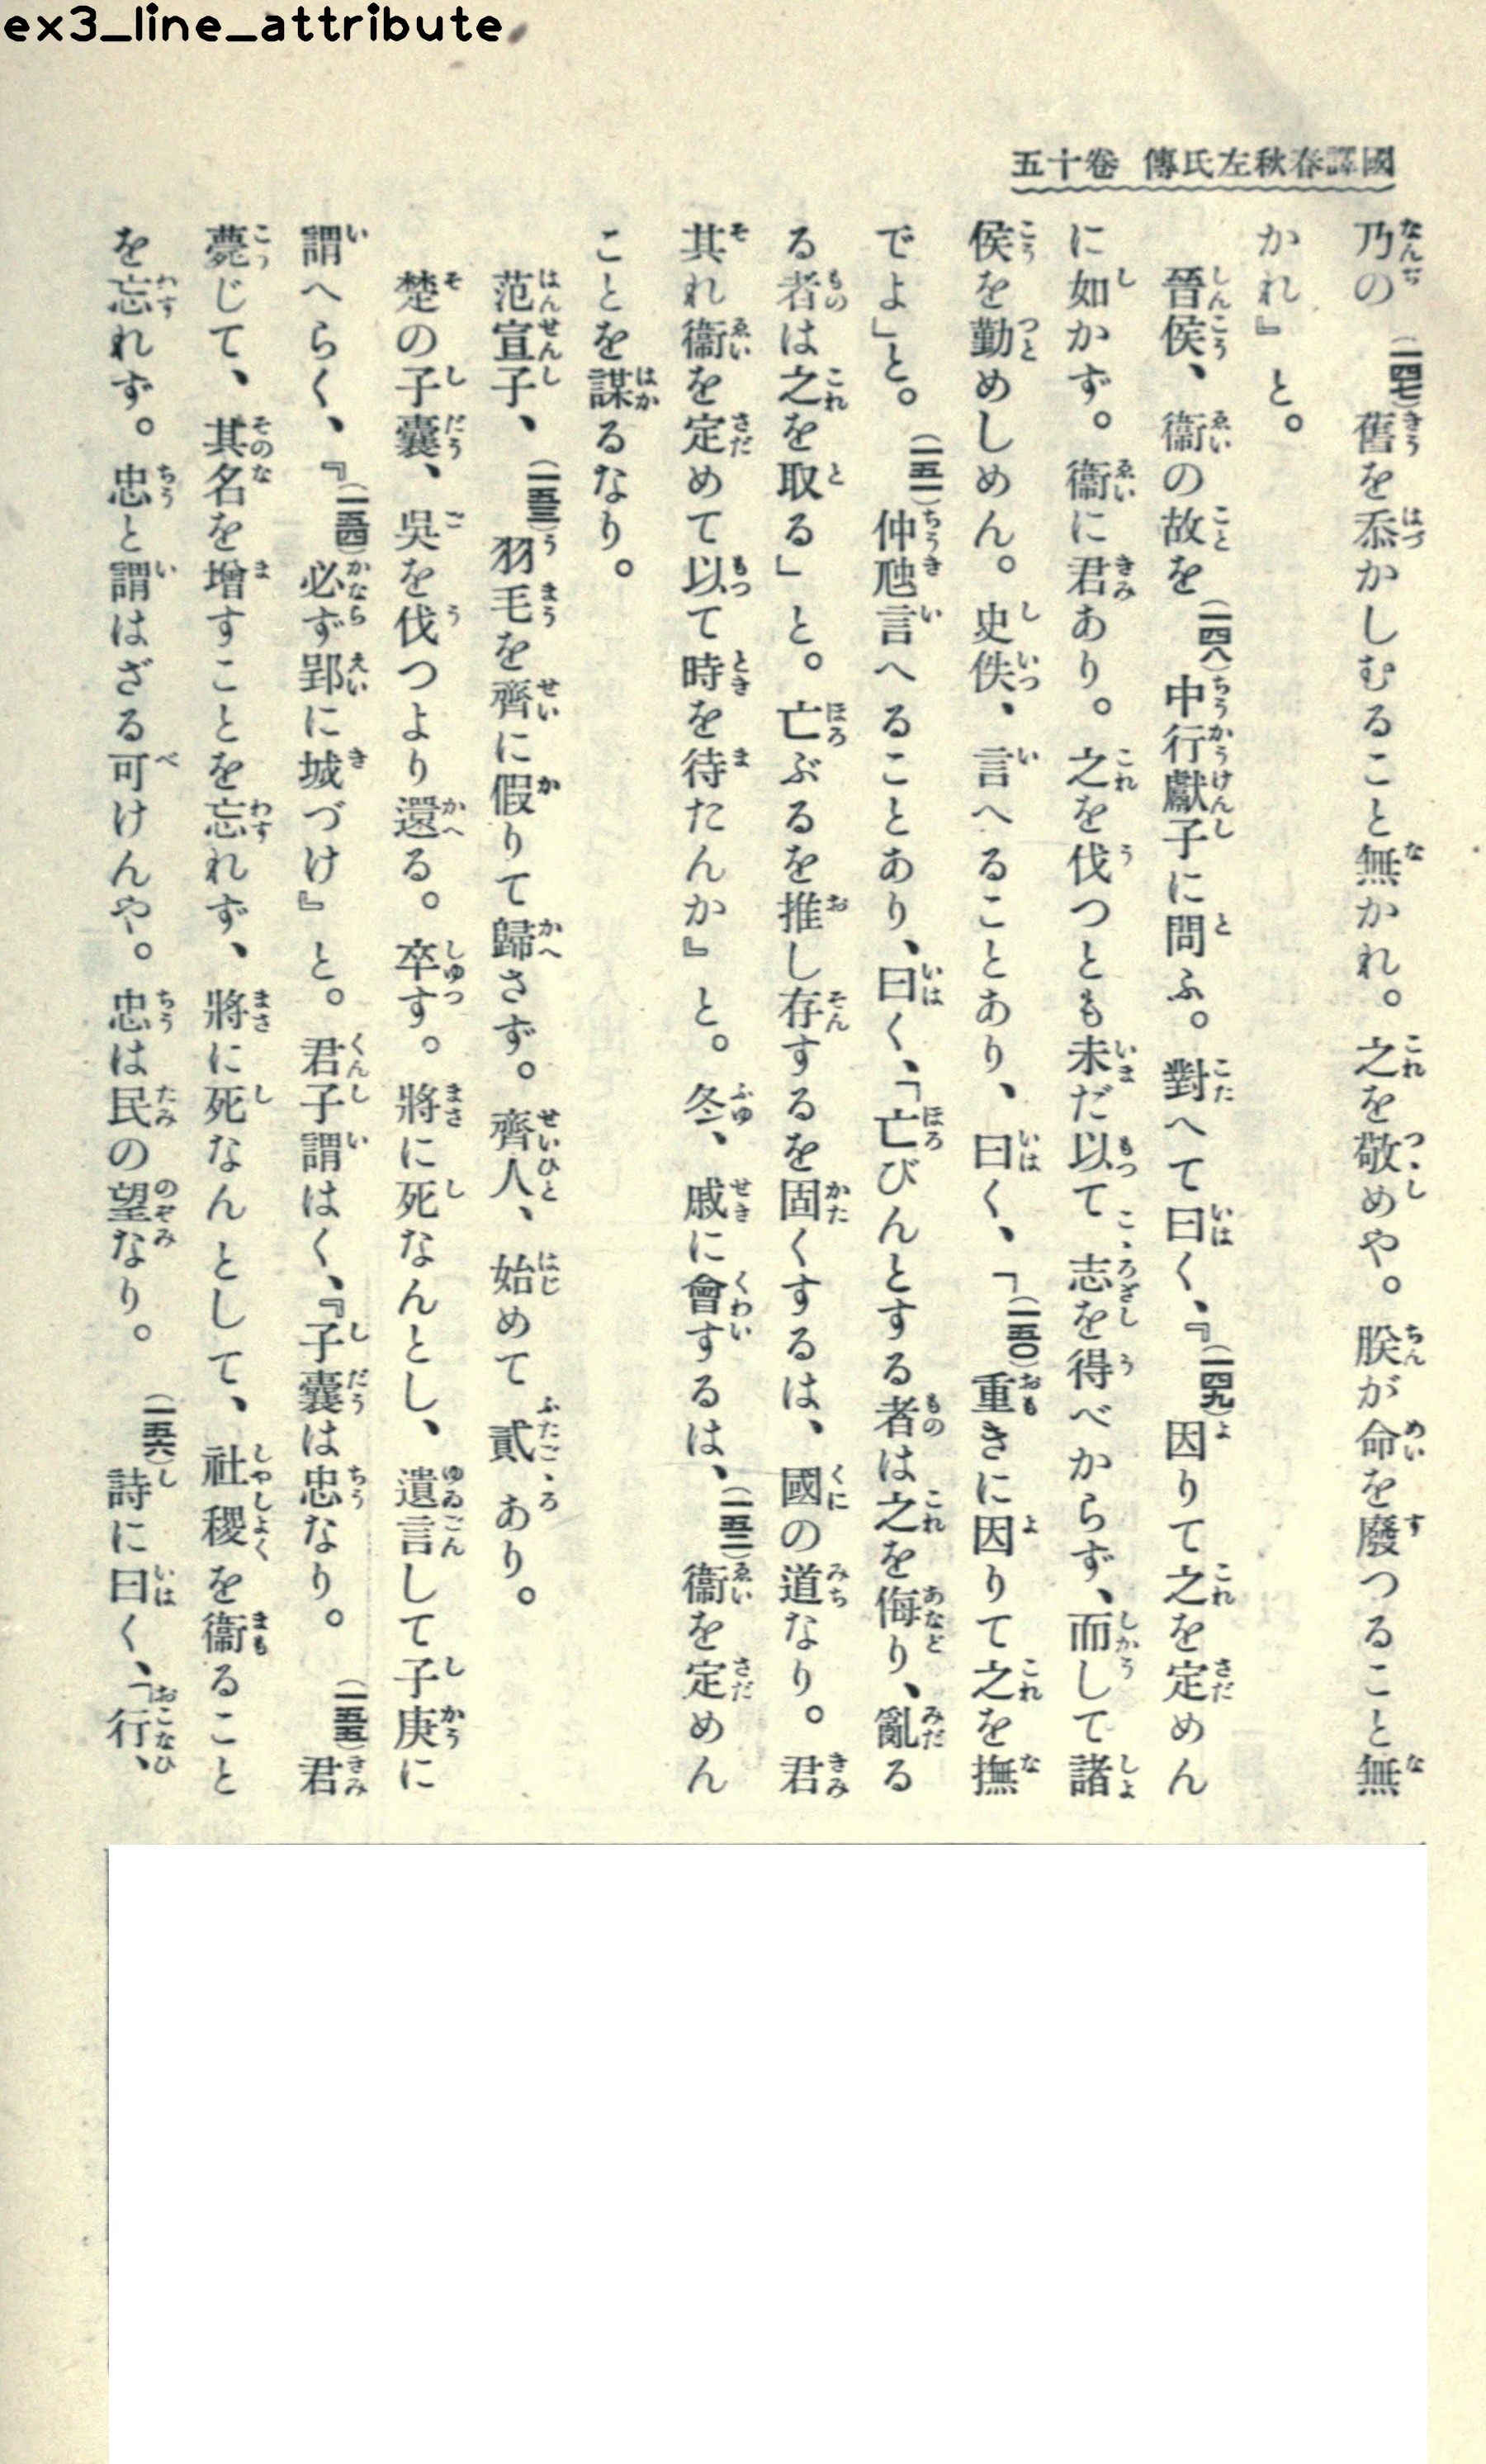 ex3_line_attribute
國譯春秋左氏傳 卷十五
乃の(一四七)舊を忝かしむること無かれ。之を敬めや。朕が命を廢つること無
かれ』と。
晉侯、衞の故を(一四八)中行獻子に問ふ。對へて曰く、『(一四九)因りて之を定めん
に如かず。衞に君あり。之を伐つとも未だ以て志を得べからず、而して諸
侯を勤めしめん。史佚、言へることあり、曰く、「(一五〇)重きに因りて之を撫
でよ」と。(一五一)仲虺言へることあり、曰く、「亡びんとする者は之を侮り、亂る
る者は之を取る」と。亡ぶるを推し存するを固くするは、國の道なり。君
其れ衞を定めて以て時を待たんか』と。冬、戚に會するは、(一五二)衞を定めん
ことを謀るなり。
范宣子、(一五三)羽毛を齊に假りて歸さず。齊人、始めて貳あり。
楚の子囊、吳を伐つより還る。卒す。將に死なんとし、遺言して子庚に
謂へらく、『(一五四)必ず郢に城づけ』と。君子謂はく、『子囊は忠なり。(一五五)君
薨じて、其名を增すことを忘れず、將に死なんとして、社稷を衞ること
を忘れず。忠と謂はざる可けんや。忠は民の望なり。(一五六)詩に曰く、「行、